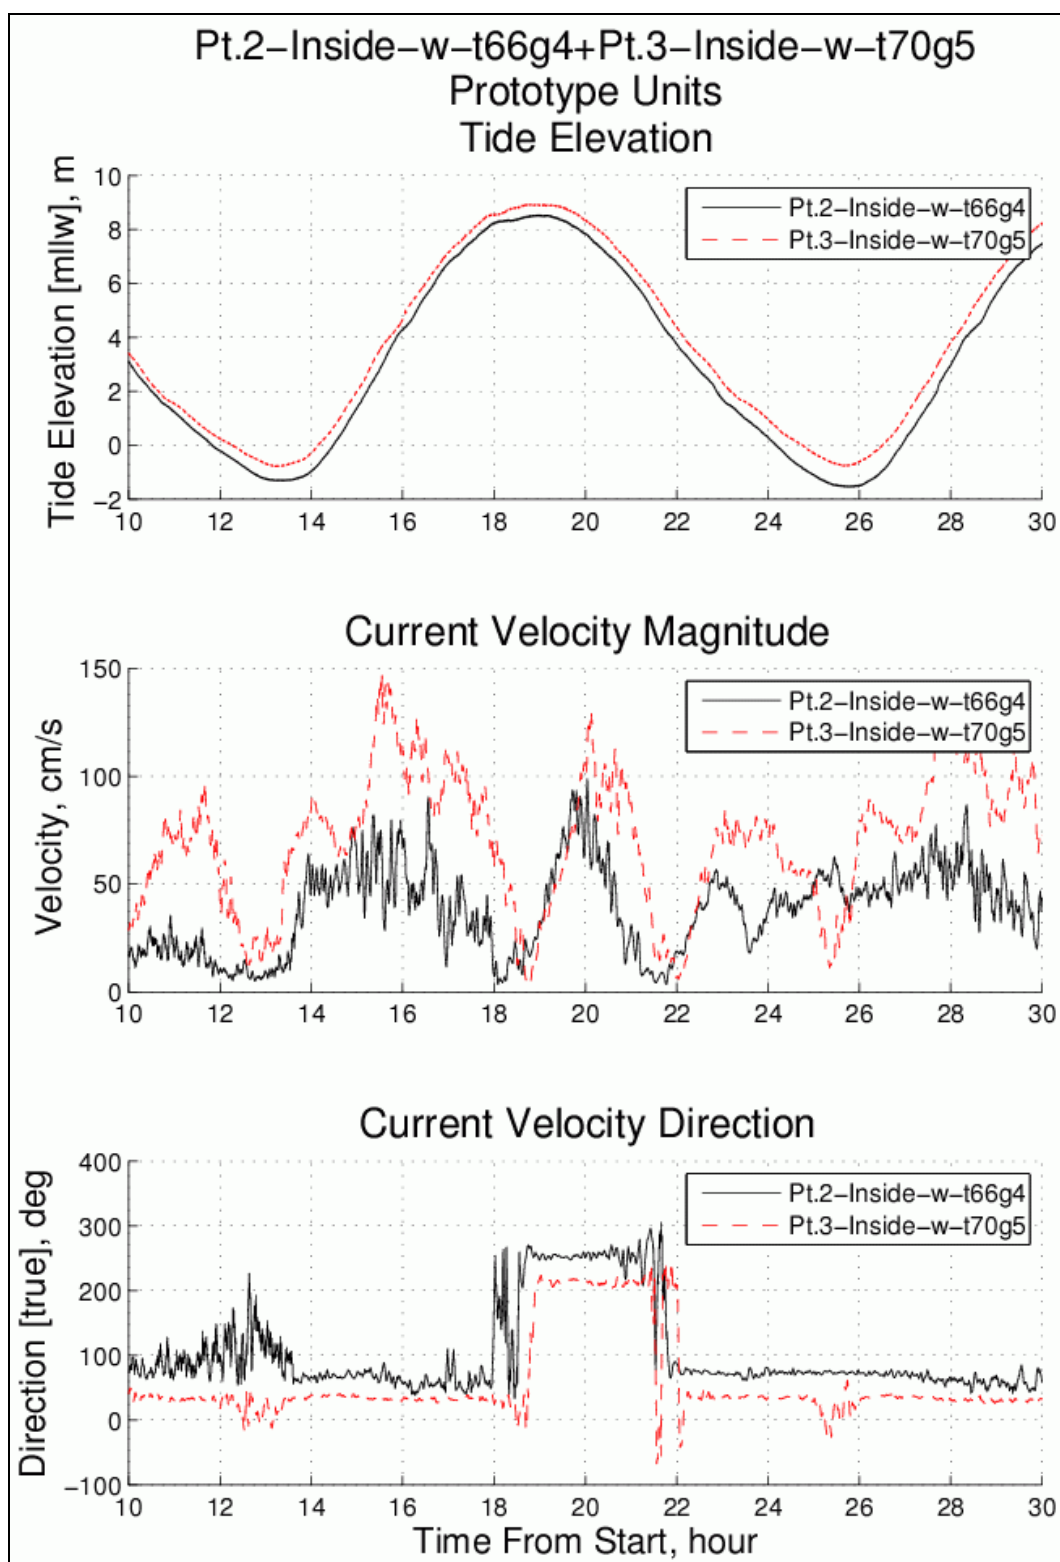 Pt.2−Inside−w−t66g4+Pt.3−Inside−w−t70g5
Prototype Units
Tide Elevation
Tide Elevation [mllw], m
10
8
6
4
2
0
−2
Pt.2−Inside−w−t66g4
Pt.3−Inside−w−t70g5
10 12 14 16 18 20 22 24 26 28 30
Current Velocity Magnitude
Velocity, cm/s
150
100
50
0
Pt.2−Inside−w−t66g4
Pt.3−Inside−w−t70g5
10 12 14 16 18 20 22 24 26 28 30
Current Velocity Direction
Direction [true], deg
400
300
200
100
0
−100
Pt.2−Inside−w−t66g4
Pt.3−Inside−w−t70g5
10 12 14 16 18 20 22 24 26 28 30
Time From Start, hour